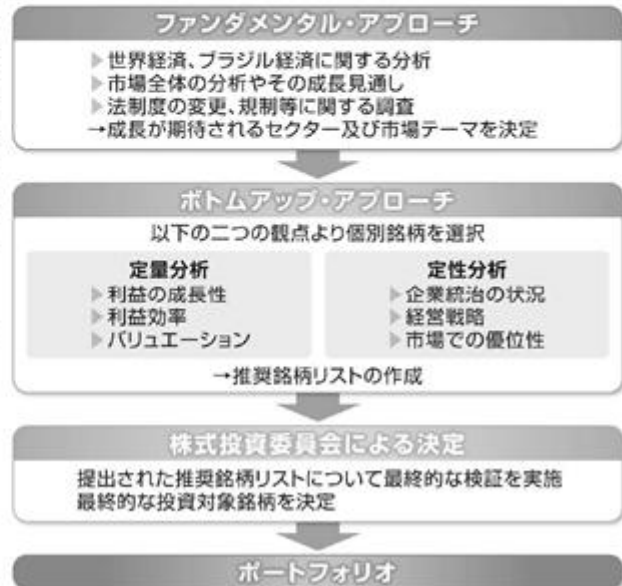 ファンダメンタル・アプローチ
▶世界経済、ブラジル経済に関する分析
▶市場全体の分析やその成長見通し
▶法制度の変更、規制等に関する調査
→成長が期待されるセクター及び市場テーマを決定
ボトムアップ・アプローチ
以下の二つの観点より個別銘柄を選択
定量分析
▶利益の成長性
▶利益効率
▶バリュエーション
定性分析
▶企業統治の状況
▶経営戦略
▶市場での優位性
→推奨銘柄リストの作成
株式投資委員会による決定
提出された推奨銘柄リストについて最終的な検証を実施
最終的な投資対象銘柄を決定
ポートフォリオ